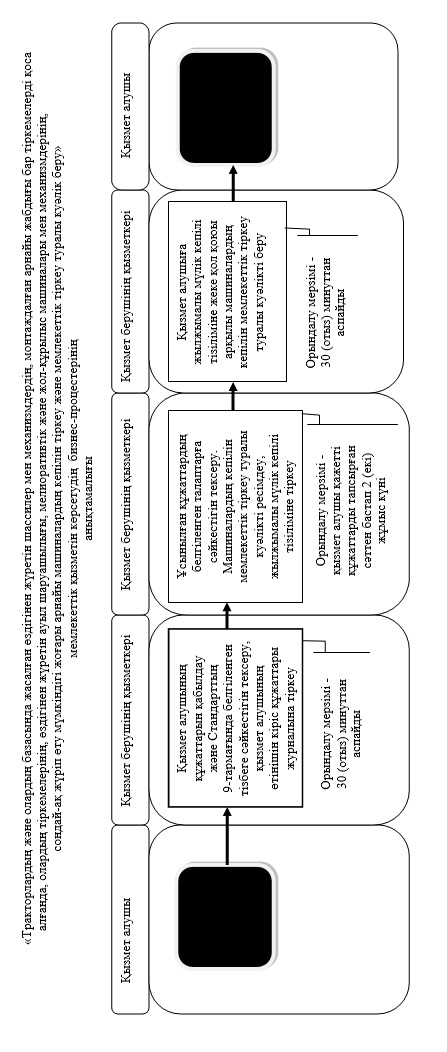 «Тракторлардың және олардың базасында жасалған өздігінен жүретін шассилер мен механизмдердің, монтаждалған арнайы жабдығы бар тіркемелерді қоса
алғанда, олардың тіркемелерінің, өздігінен жүретін ауыл шаруашылығы, мелиоративтік және жол-құрылыс машиналары мен механизмдерінің,
сондай-ақ жүріп өту мүмкіндігі жоғары арнайы машиналардың кепілін тіркеу және мемлекеттік тіркеу туралы куәлік беру»
мемлекеттік қызметін көрсетудің бизнес-процестерінің
анықтамалығы
Қызмет алушы
Қызмет берушінің қызметкері
Қызмет алушының
құжаттарын қабылдау
және Стандарттың
9-тармағында белгіленген
тізбеге сәйкестігін тексеру,
қызмет алушының
өтінішін кіріс құжаттары
журналына тіркеу
Орындалу мерзімі -
30 (отыз) минуттан
аспайды
Қызмет берушінің қызметкері
Ұсынылған құжаттардың
белгіленген талаптарға
сәйкестігін тексеру.
Машиналардың кепілін
мемлекеттік тіркеу туралы
куәлікті ресімдеу,
жылжымалы мүлік кепілі
тізіліміне тіркеу
Орындалу мерзімі -
қызмет алушы қажетті
құжаттарды тапсырған
сәттен бастап 2 (екі)
жұмыс күні
Қызмет берушінің қызметкері
Қызмет алушыға
жылжымалы мүлік кепілі
тізіліміне жеке қол қоюы
арқылы машиналардың
кепілін мемлекеттік тіркеу
туралы куәлікті беру
Орындалу мерзімі -
30 (отыз) минуттан
аспайды
Қызмет алушы